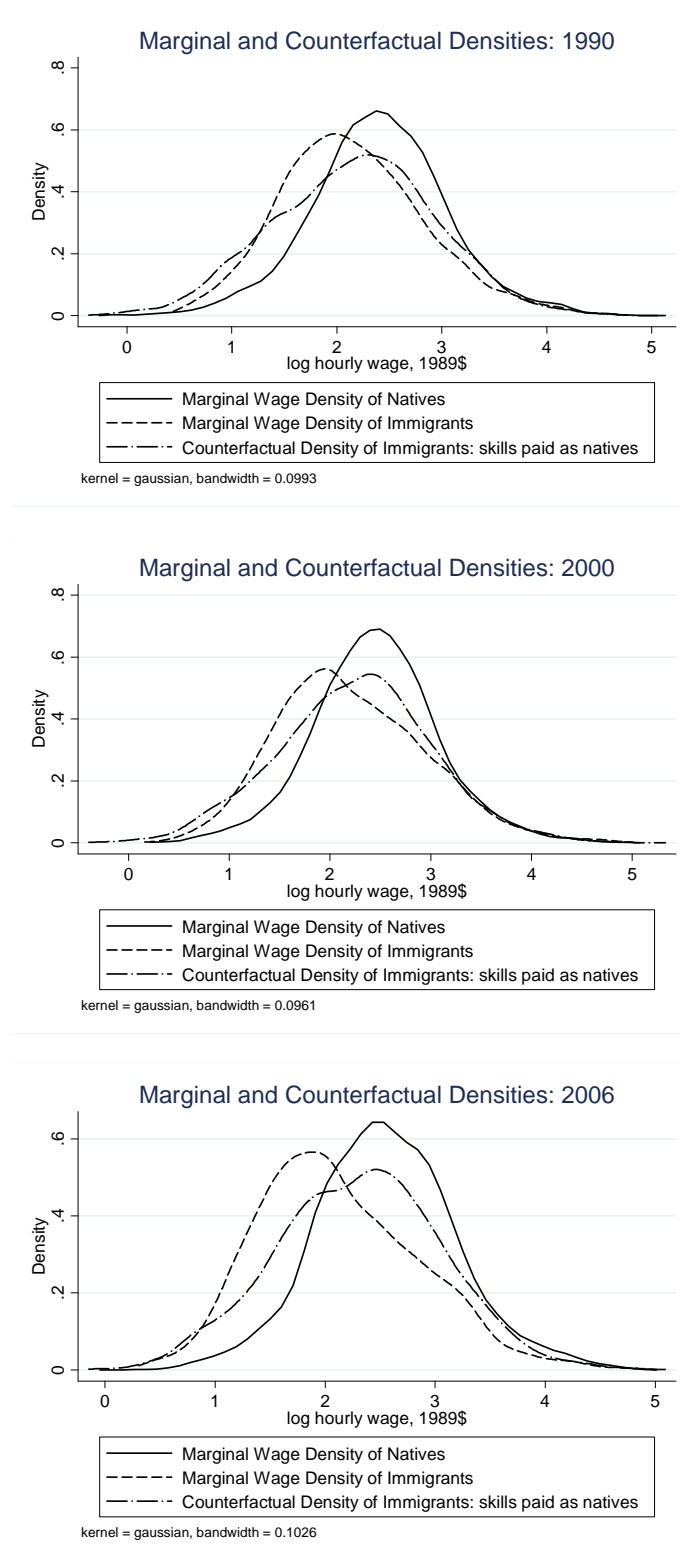 Marginal and Counterfactual Densities: 1990
Density
0 .2 .4 .6 .8
0 1 2 3 4 5
log hourly wage, 1989$
Marginal Wage Density of Natives
Marginal Wage Density of Immigrants
Counterfactual Density of Immigrants: skills paid as natives
kernel = gaussian, bandwidth = 0.0993
Marginal and Counterfactual Densities: 2000
Density
0 .2 .4 .6 .8
0 1 2 3 4 5
log hourly wage, 1989$
Marginal Wage Density of Natives
Marginal Wage Density of Immigrants
Counterfactual Density of Immigrants: skills paid as natives
kernel = gaussian, bandwidth = 0.0961
Marginal and Counterfactual Densities: 2006
Density
0 .2 .4 .6
0 1 2 3 4 5
log hourly wage, 1989$
Marginal Wage Density of Natives
Marginal Wage Density of Immigrants
Counterfactual Density of Immigrants: skills paid as natives
kernel = gaussian, bandwidth = 0.1026